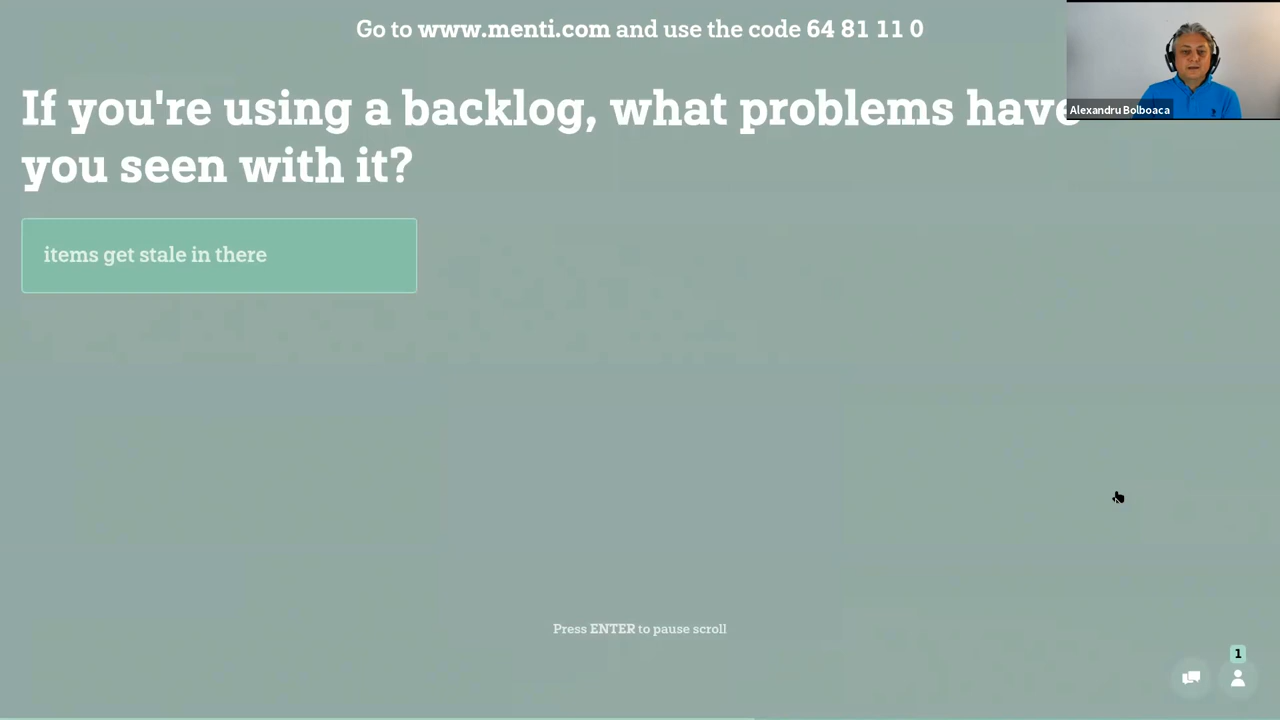 Go to www.menti.com and use the code 64 81 11 0
If you're using a backlog, what problems have
you seen with it?
Alexandru Bolboaca
items get stale in there
Press ENTER to pause scroll
1